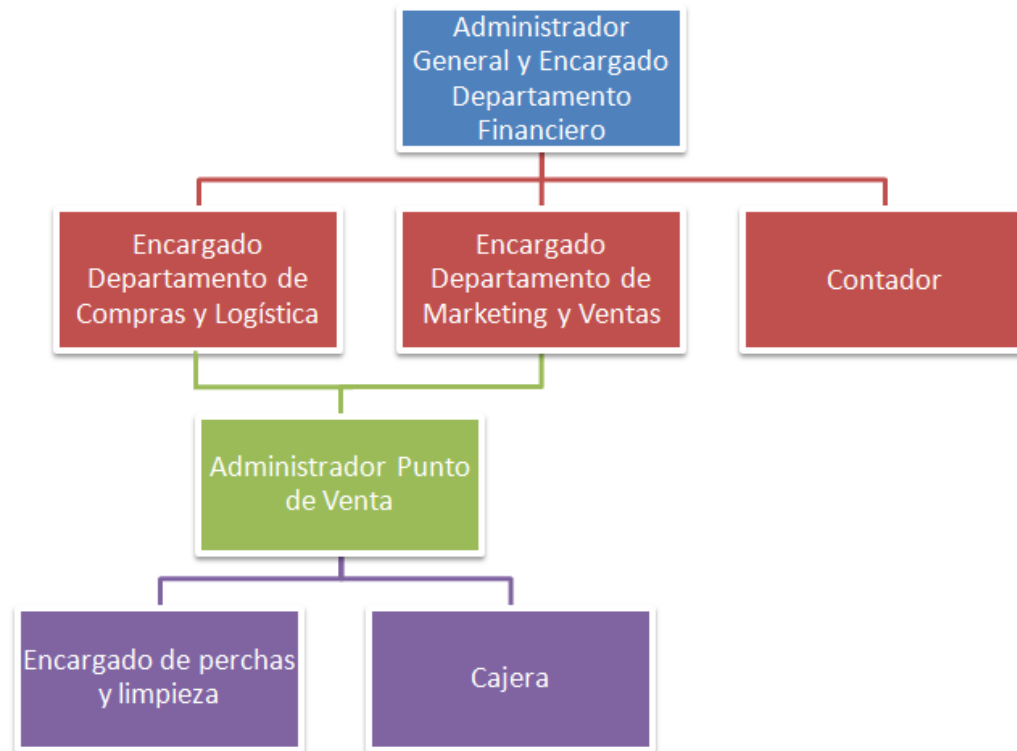 Administrador
General y Encargado
Departamento
Financiero
Encargado
Departamento de
Compras y Logística
Encargado
Departamento de
Marketing y Ventas
Contador
Administrador Punto
de Venta
Encargado de perchas
y limpieza
Cajera